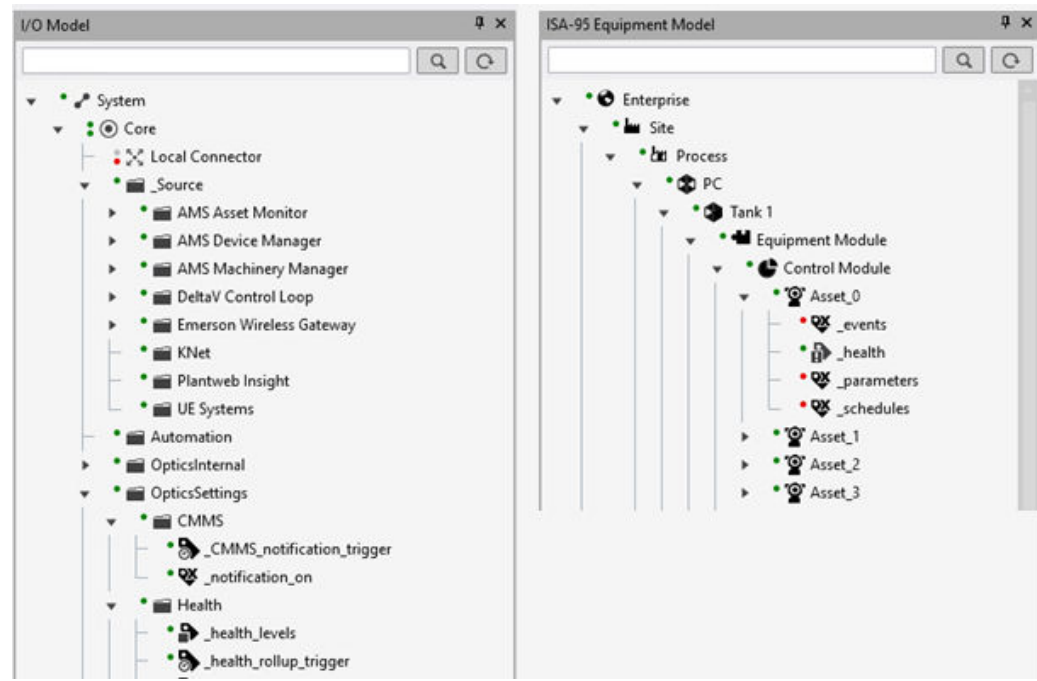 I/O Model
System
Core
Local Connector
_Source
AMS Asset Monitor
AMS Device Manager
AMS Machinery Manager
DeltaV Control Loop
Emerson Wireless Gateway
KNet
Plantweb Insight
UE Systems
Automation
OpticsInternal
OpticsSettings
CMMS
_CMMS_notification_trigger
_notification_on
Health
_health_levels
_health_rollup_trigger
ISA-95 Equipment Model
Enterprise
Site
Process
PC
Tank 1
Equipment Module
Control Module
Asset_0
_events
_health
_parameters
_schedules
Asset_1
Asset_2
Asset_3